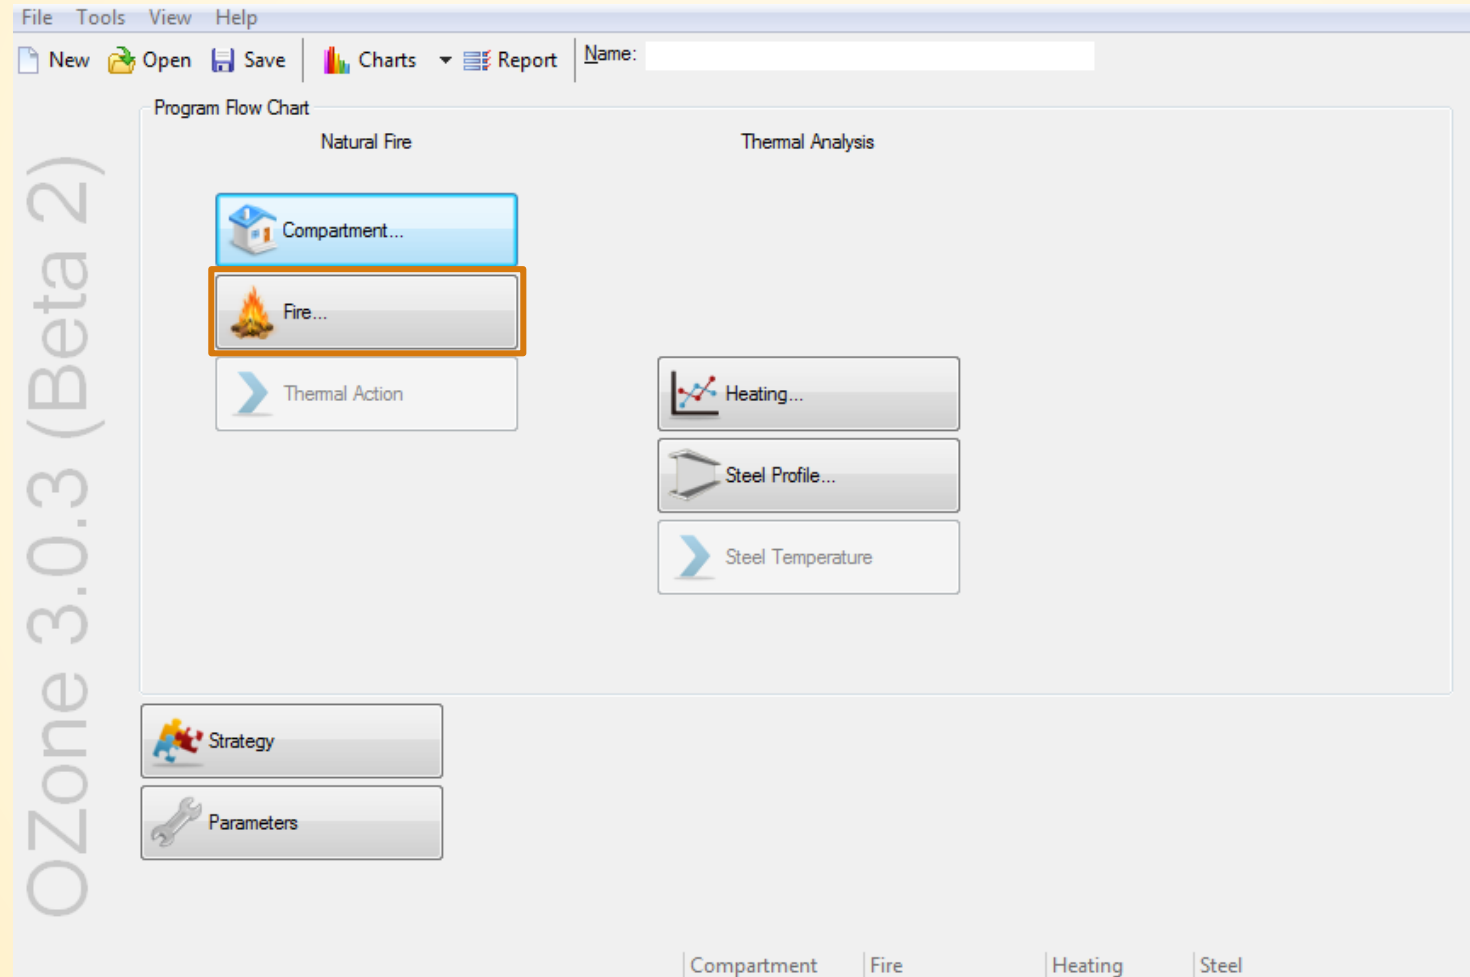 File Tools View Help
New Open Save Charts Report Name:
Program Flow Chart
Natural Fire Thermal Analysis
Compartment...
Fire...
Thermal Action Heating...
Steel Profile...
Steel Temperature
Strategy
Parameters
OZone 3.0.3 (Beta 2)
Compartment Fire Heating Steel